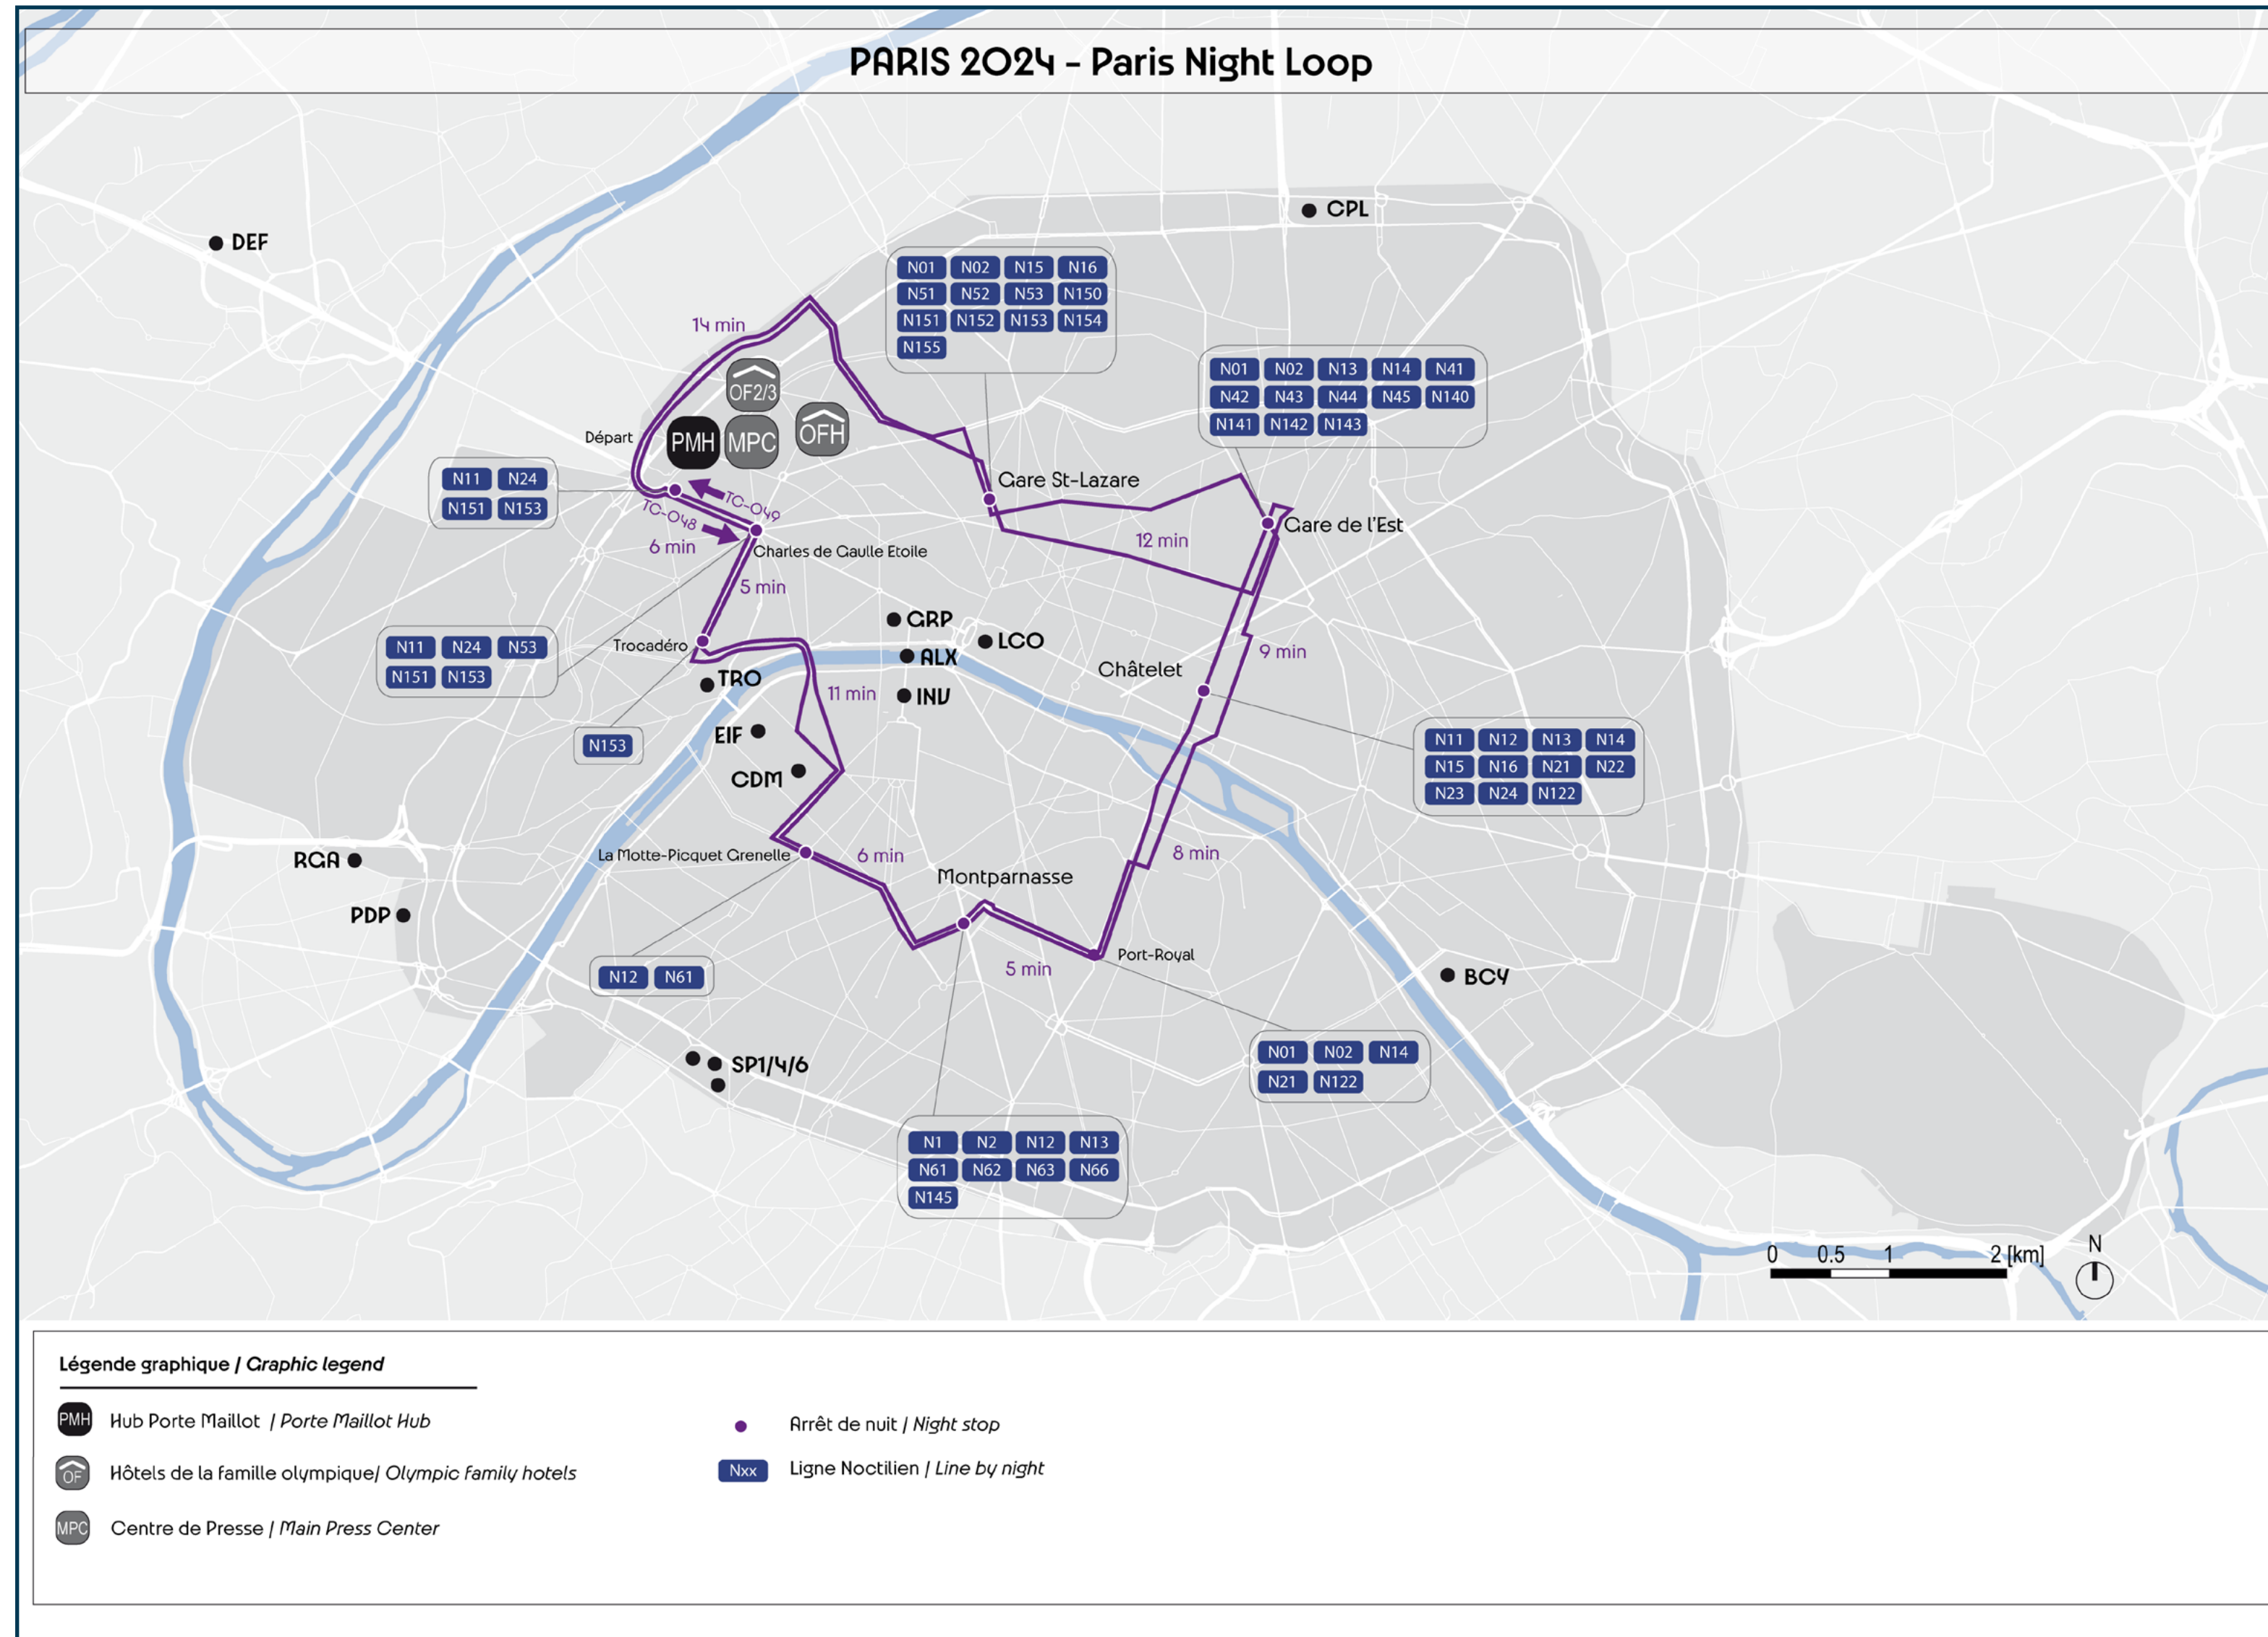 PARIS 2024 - Paris Night Loop
CPL
DEF
N01 N02 N15 N16
N51 N52 N53 N150
N151 N152 N153 N154
N155
14 min
OF2/3
N01 N02 N13 N14 N41
N42 N43 N44 N45 N140
N141 N142 N143
Départ
PMH MPC OFH
N11 N24
N151 N153
Gare St-Lazare
TC-049
TC-048
6 min
Charles de Gaulle Etoile
Gare de l'Est
12 min
5 min
GRP
LCO
ALX
INV
Trocadéro
TRO
N11 N24 N53
N151 N153
Châtelet
9 min
11 min
N153
EIF
CDM
N11 N12 N13 N14
N15 N16 N21 N22
N23 N24 N122
RGA
PDP
La Motte-Picquet Grenelle
6 min
8 min
Montparnasse
5 min
Port-Royal
N12 N61
BCY
SP1/4/6
N01 N02 N14
N21 N122
N1 N2 N12 N13
N61 N62 N63 N66
N145
0 0.5 1 2 [km]
N
Légende graphique / Graphic legend
PMH Hub Porte Maillot / Porte Maillot Hub
OF Hôtels de la famille olympique/ Olympic family hotels
MPC Centre de Presse / Main Press Center
Arrêt de nuit / Night stop
Nxx Ligne Noctilien / Line by night